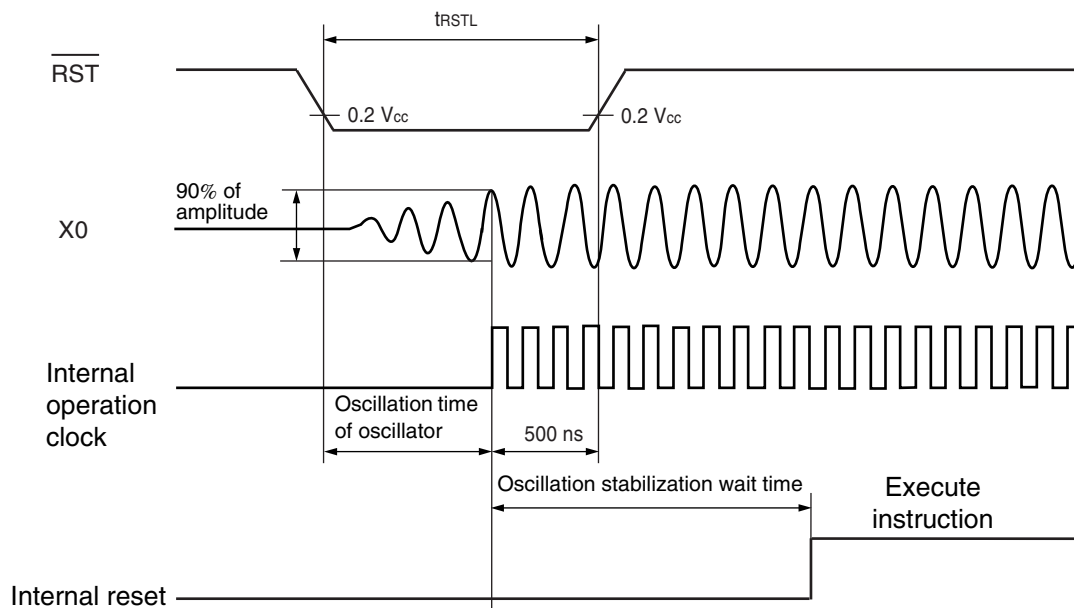 tRSTL
RST
0.2 Vcc
0.2 Vcc
90% of
amplitude
X0
Internal
operation
clock
Oscillation time
of oscillator
500 ns
Oscillation stabilization wait time
Execute
instruction
Internal reset